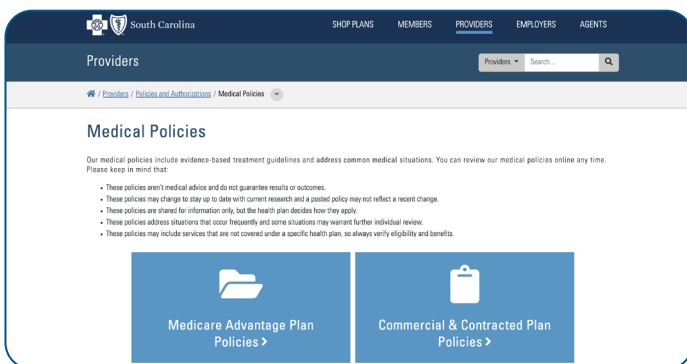 South Carolina
SHOP PLANS MEMBERS PROVIDERS EMPLOYERS AGENTS
Providers
Providers Search...
/ Providers / Policies and Authorizations / Medical Policies
Medical Policies
Our medical policies include evidence-based treatment guidelines and address common medical situations. You can review our medical policies online any time.
Please keep in mind that:
• These policies aren't medical advice and do not guarantee results or outcomes.
• These policies may change to stay up to date with current research and a posted policy may not reflect a recent change.
• These policies are shared for information only, but the health plan decides how they apply.
• These policies address situations that occur frequently and some situations may warrant further individual review.
• These policies may include services that are not covered under a specific health plan, so always verify eligibility and benefits.
Medicare Advantage Plan
Policies >
Commercial & Contracted Plan
Policies >